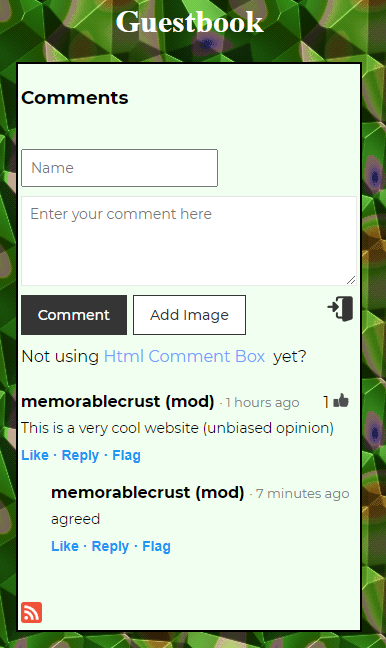 Guestbook
Comments
Name
Enter your comment here
Comment Add Image
Not using Html Comment Box yet?
memorablecrust (mod) · 1 hours ago 1
This is a very cool website (unbiased opinion)
Like · Reply · Flag
memorablecrust (mod) · 7 minutes ago
agreed
Like · Reply · Flag